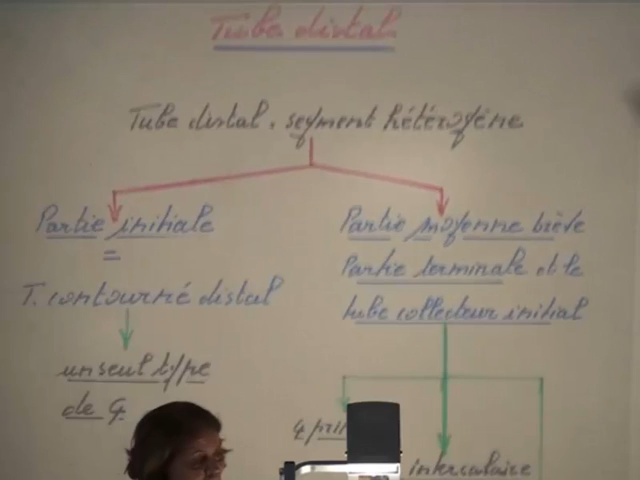 Tube distal
Tube distal. segment hétérogène
Partie initiale
=
T. contourné distal
un seul type
de
Partie moyenne brève
Partie terminale et le
tube collecteur initial
intercalaire